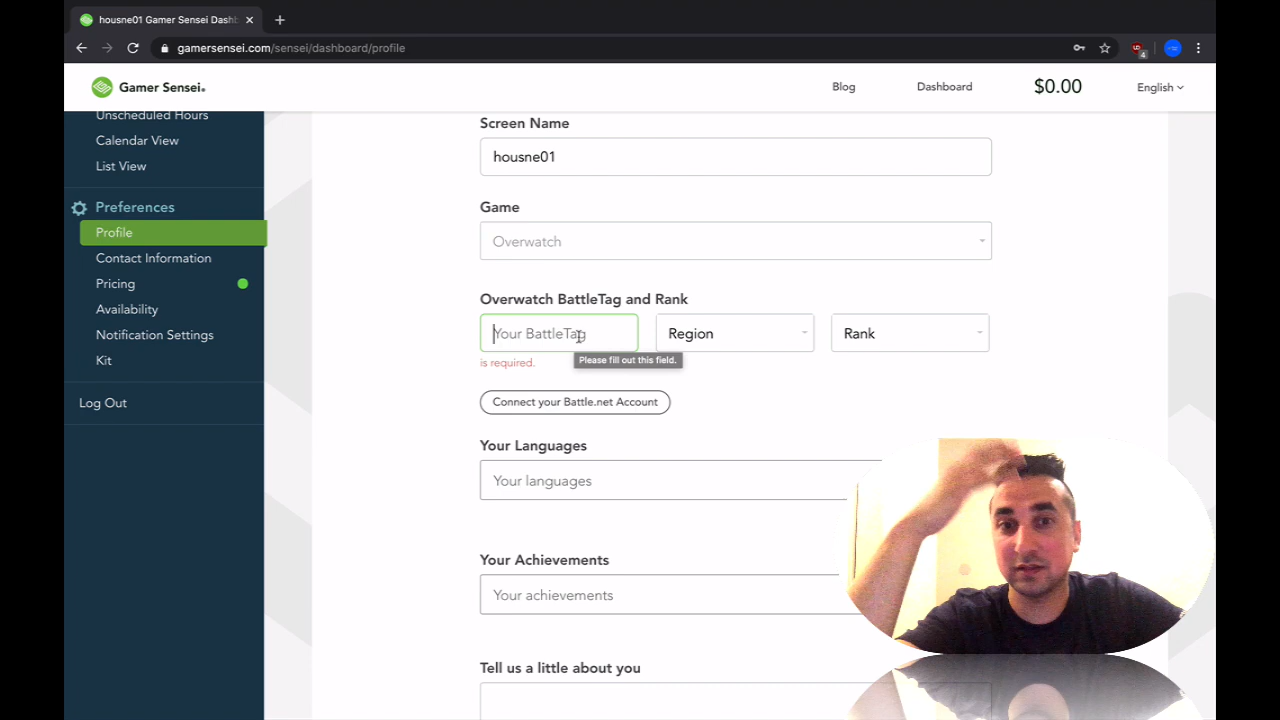 housne01 Gamer Sensei Dashb
gamersensei.com/sensei/dashboard/profile
4
Gamer Sensei
Blog
Dashboard
$0.00
English
Unscheduled Hours
Calendar View
List View
Preferences
Profile
Contact Information
Pricing
Availability
Notification Settings
Kit
Log Out
Screen Name
housne01
Game
Overwatch
Overwatch BattleTag and Rank
Your BattleTag
Region
Rank
is required.
Please fill out this field.
Connect your Battle.net Account
Your Languages
Your languages
Your Achievements
Your achievements
Tell us a little about you